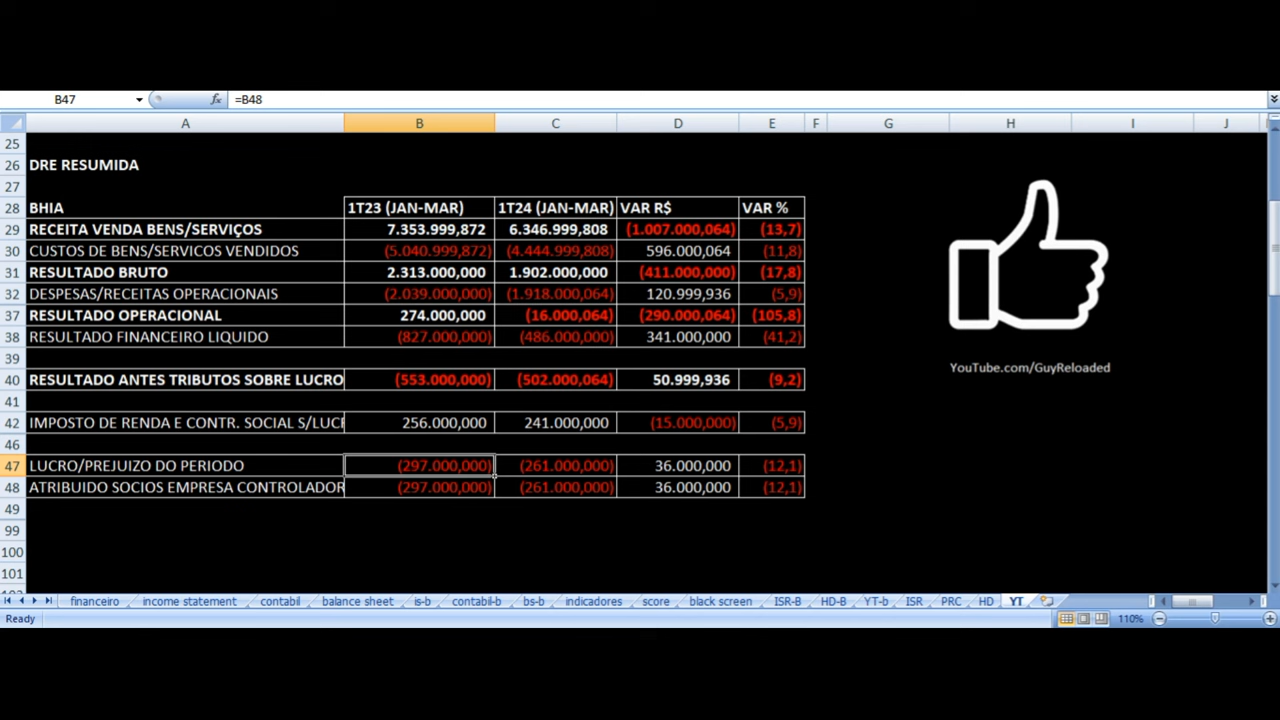 B47 fx =B48
A B C D E F G H I J
25
26 DRE RESUMIDA
27
28 BHIA 1T23 (JAN-MAR) 1T24 (JAN-MAR) VAR R$ VAR %
29 RECEITA VENDA BENS/SERVIÇOS 7.353.999,872 6.346.999,808 (1.007.000,064) (13,7)
30 CUSTOS DE BENS/SERVICOS VENDIDOS (5.040.999,872) (4.444.999,808) 596.000,064 (11,8)
31 RESULTADO BRUTO 2.313.000,000 1.902.000,000 (411.000,000) (17,8)
32 DESPESAS/RECEITAS OPERACIONAIS (2.039.000,000) (1.918.000,064) 120.999,936 (5,9)
37 RESULTADO OPERACIONAL 274.000,000 (16.000,064) (290.000,064) (105,8)
38 RESULTADO FINANCEIRO LIQUIDO (827.000,000) (486.000,000) 341.000,000 (41,2)
YouTube.com/GuyReloaded
39
40 RESULTADO ANTES TRIBUTOS SOBRE LUCRO (553.000,000) (502.000,064) 50.999,936 (9,2)
41
42 IMPOSTO DE RENDA E CONTR. SOCIAL S/LUCR 256.000,000 241.000,000 (15.000,000) (5,9)
46
47 LUCRO/PREJUIZO DO PERIODO (297.000,000) (261.000,000) 36.000,000 (12,1)
48 ATRIBUIDO SOCIOS EMPRESA CONTROLADOR (297.000,000) (261.000,000) 36.000,000 (12,1)
49
99
100
101
financeiro income statement contabil balance sheet is-b contabil-b bs-b indicadores score black screen ISR-B HD-B YT-b ISR PRC HD YT
Ready 110%